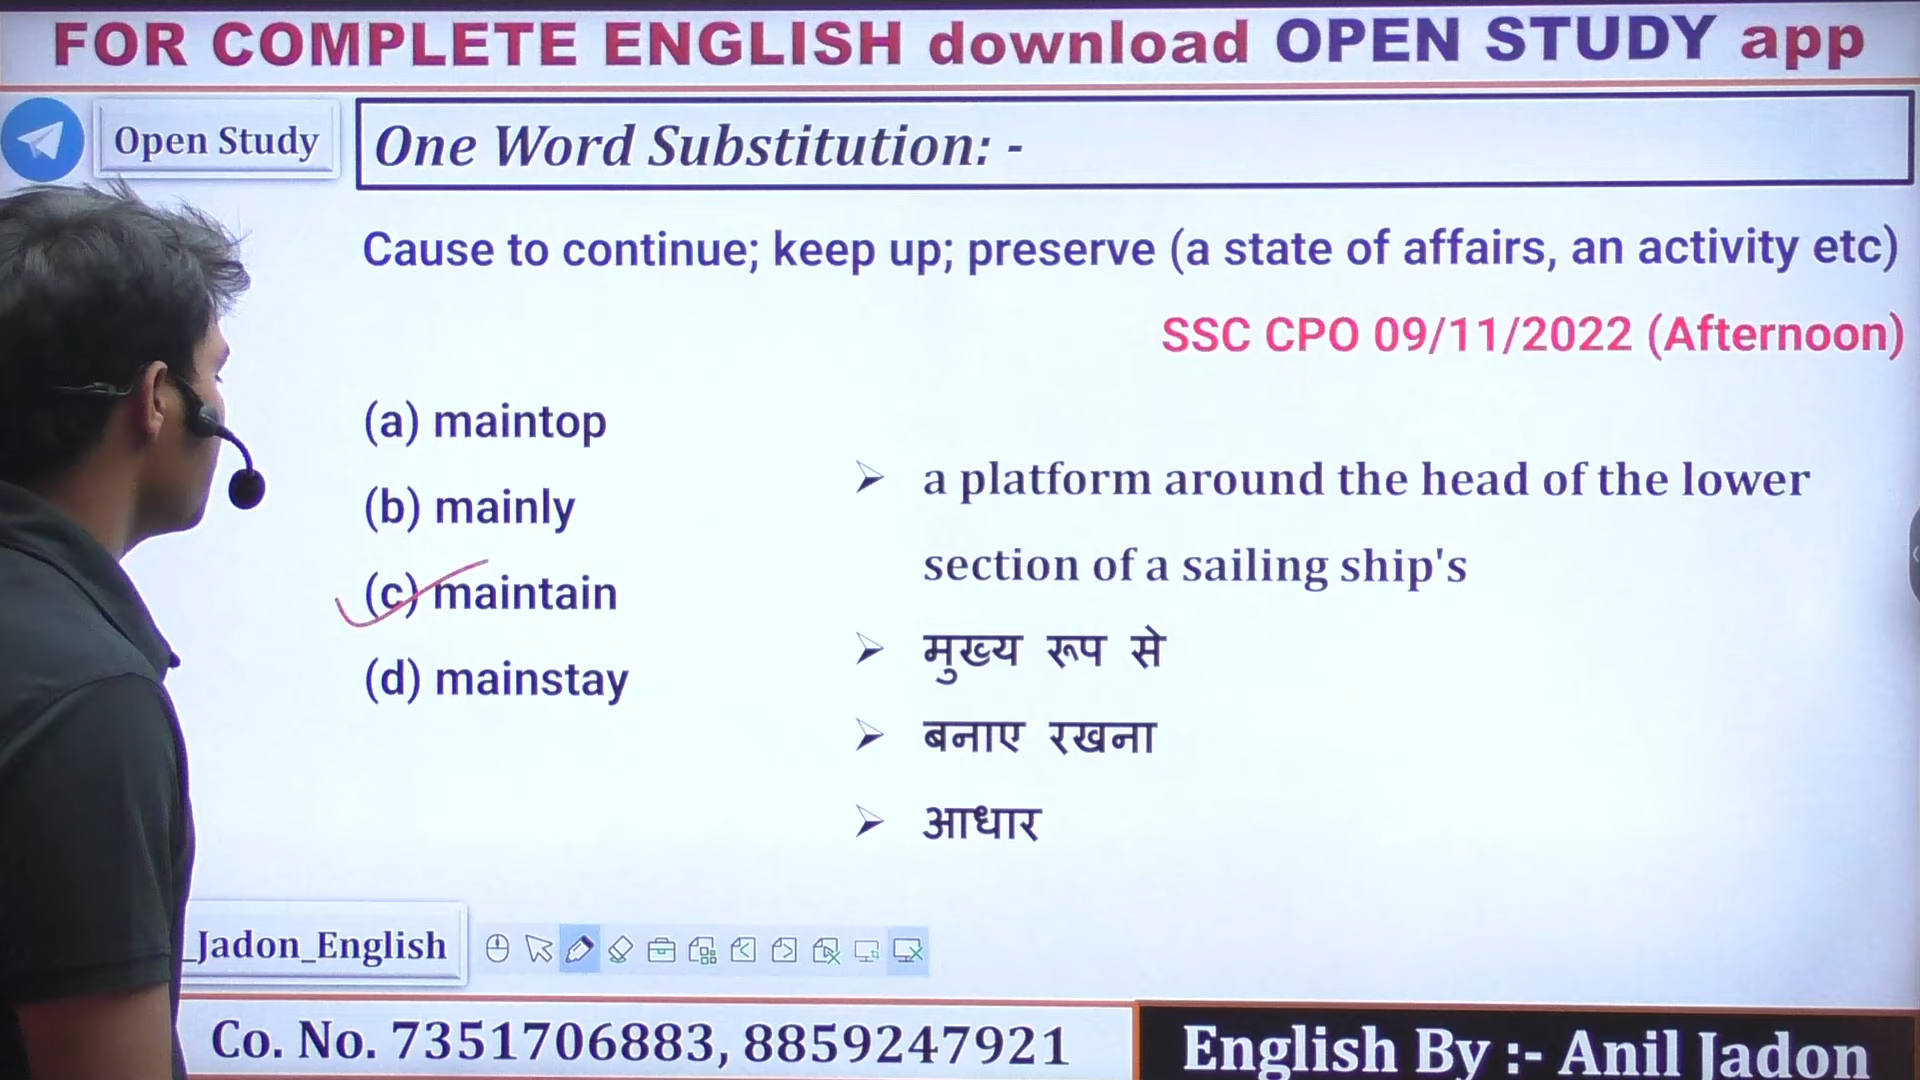 FOR COMPLETE ENGLISH download OPEN STUDY app
Open Study
One Word Substitution: -
Cause to continue; keep up; preserve (a state of affairs, an activity etc)
SSC CPO 09/11/2022 (Afternoon)
(a) maintop
(b) mainly
(c) maintain
(d) mainstay
a platform around the head of the lower
section of a sailing ship's
मुख्य रूप से
बनाए रखना
आधार
_Jadon_English
Co. No. 7351706883, 8859247921
English By :- Anil Jadon